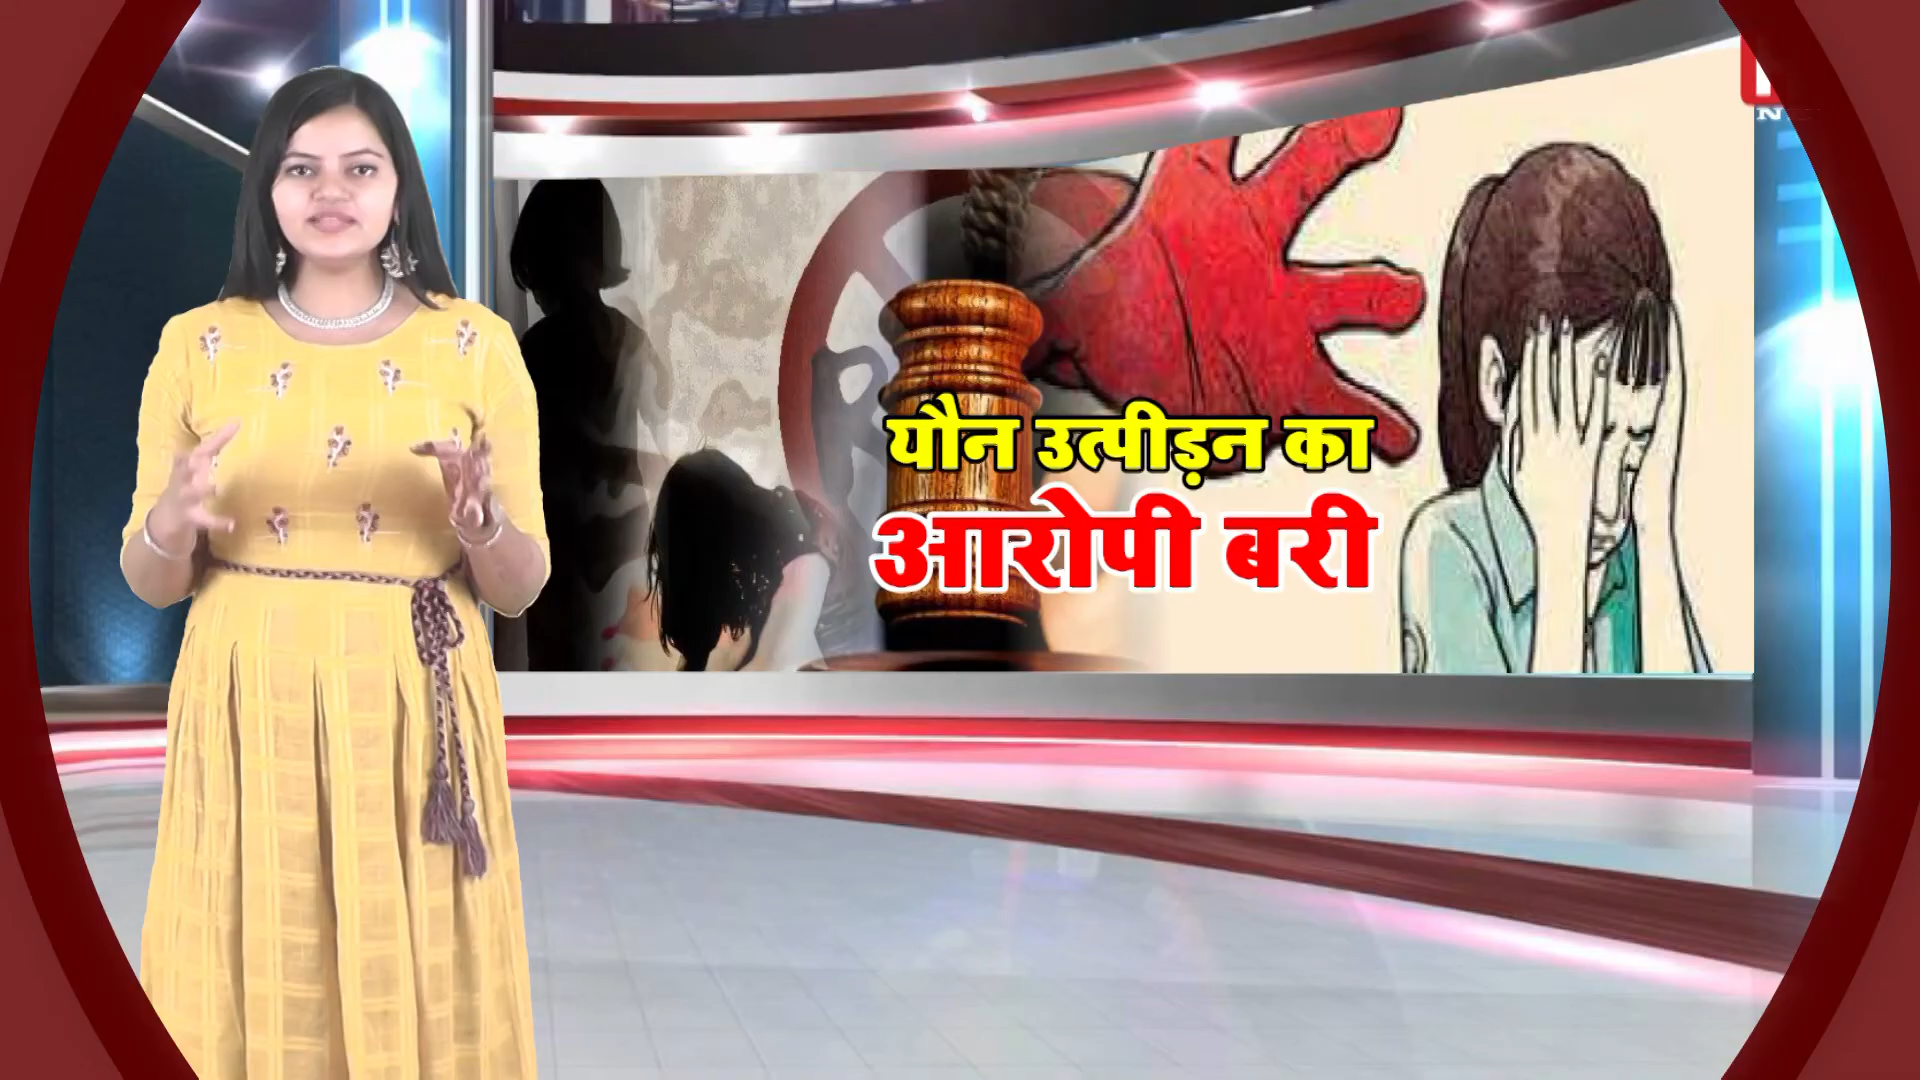 यौन उत्पीड़न का
आरोपी बरी